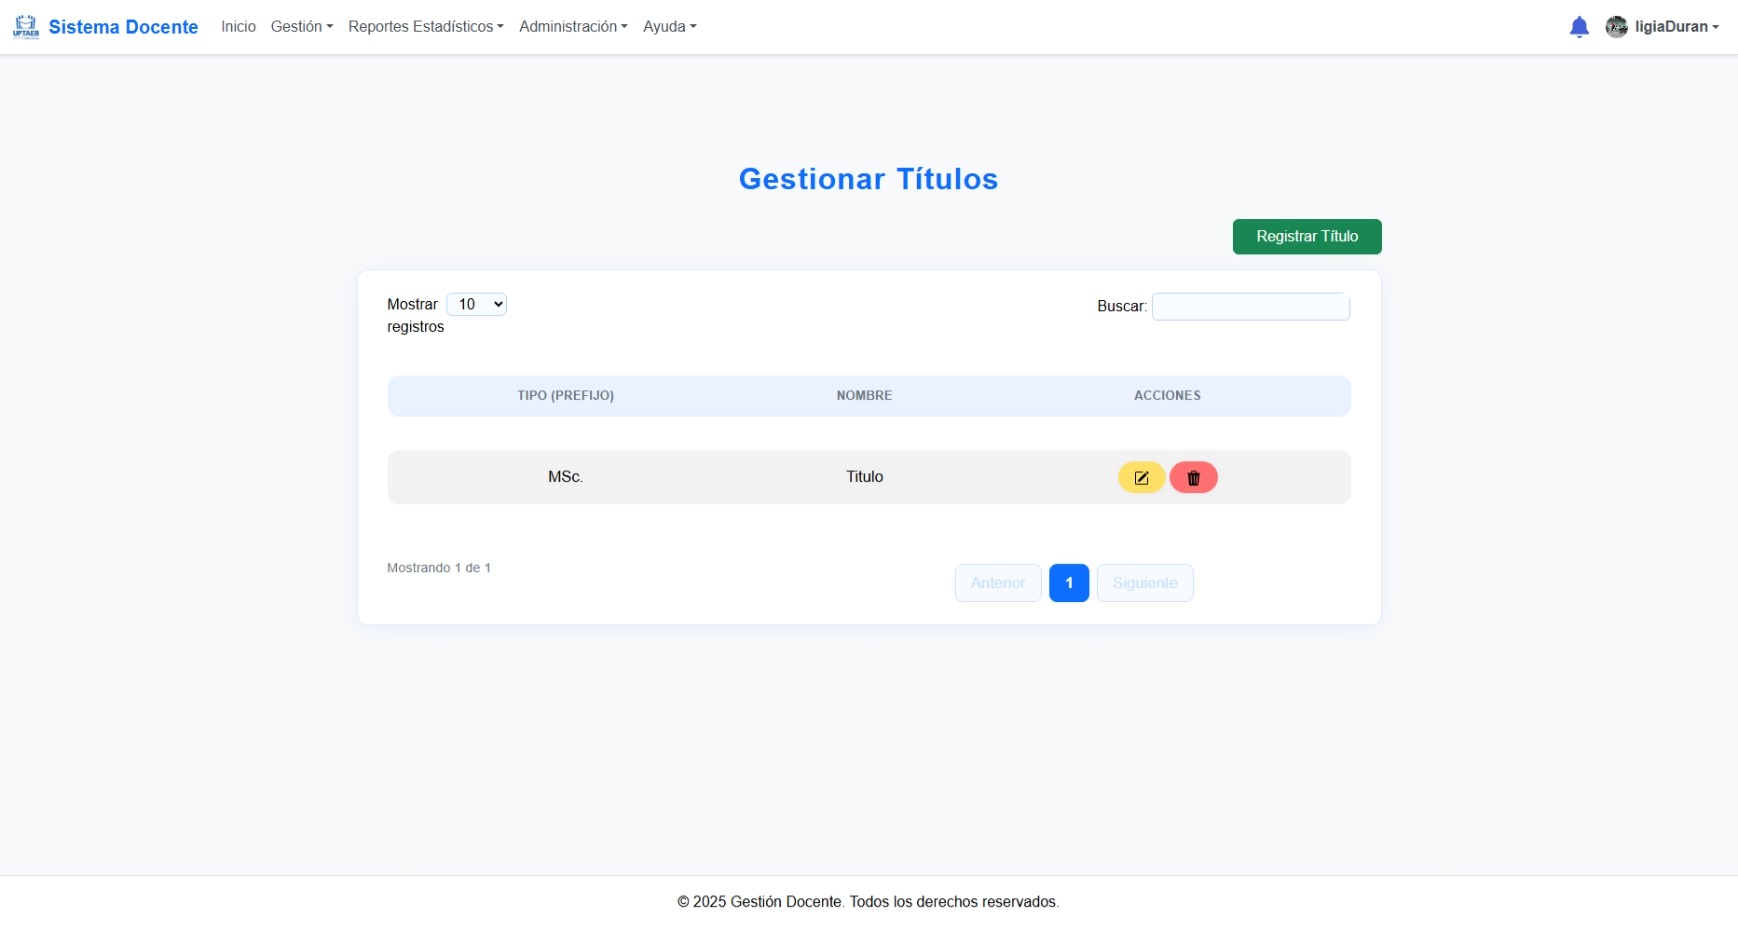 UPTAEB Sistema Docente Inicio Gestión Reportes Estadísticos Administración Ayuda ligiaDuran
Gestionar Títulos
Registrar Título
Mostrar 10
registros
Buscar:
TIPO (PREFIJO) NOMBRE ACCIONES
MSc. Titulo
Mostrando 1 de 1
Anterior 1 Siguiente
© 2025 Gestión Docente. Todos los derechos reservados.